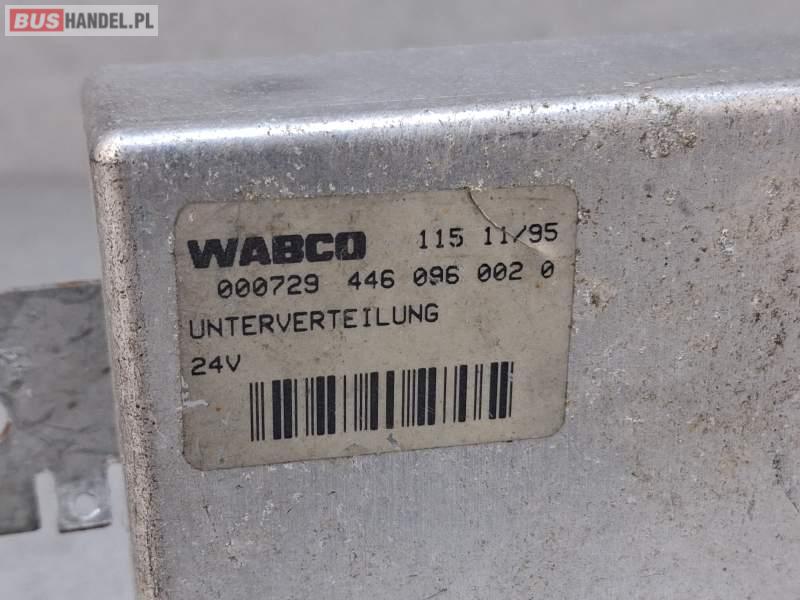 BUSHANDEL.PL
WABCO 115 11/95
000729 446 096 002 0
UNTERVERTEILUNG
24V